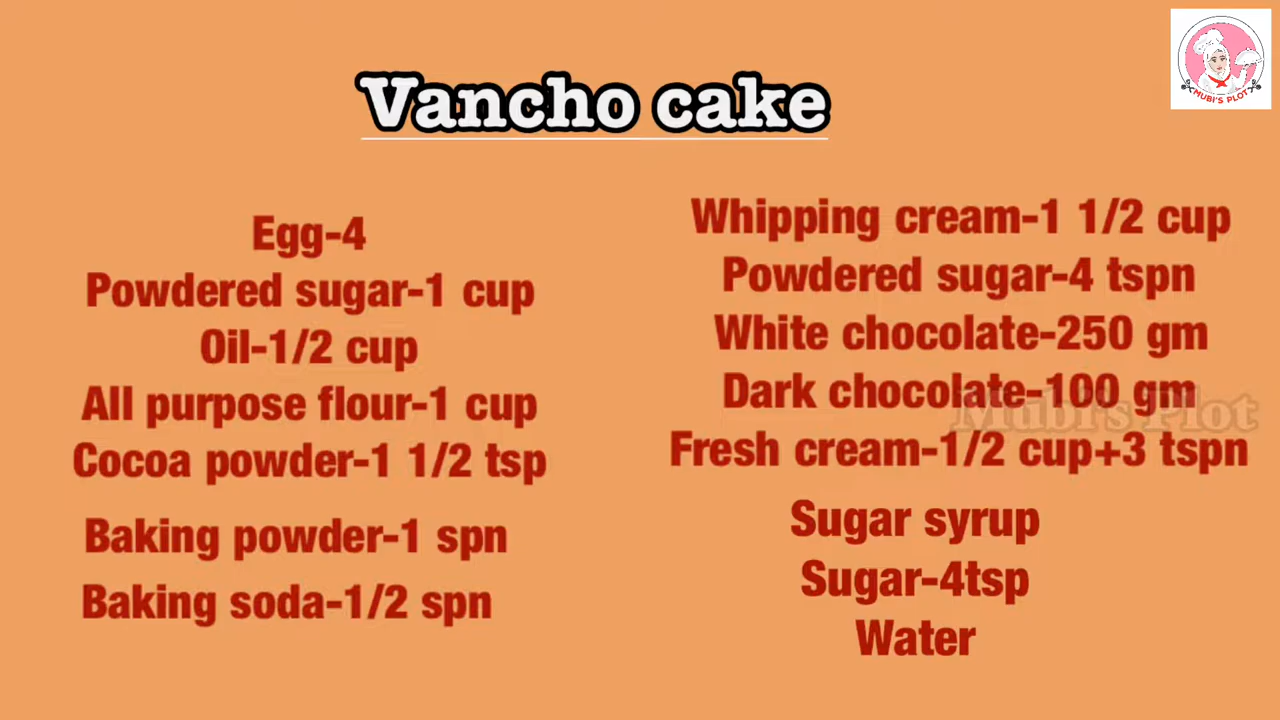 Vancho cake
Egg-4
Powdered sugar-1 cup
Oil-1/2 cup
All purpose flour-1 cup
Cocoa powder-1 1/2 tsp
Baking powder-1 spn
Baking soda-1/2 spn
Whipping cream-1 1/2 cup
Powdered sugar-4 tspn
White chocolate-250 gm
Dark chocolate-100 gm
Fresh cream-1/2 cup+3 tspn
Sugar syrup
Sugar-4tsp
Water
Mubi's Plot
MUBI'S PLOT